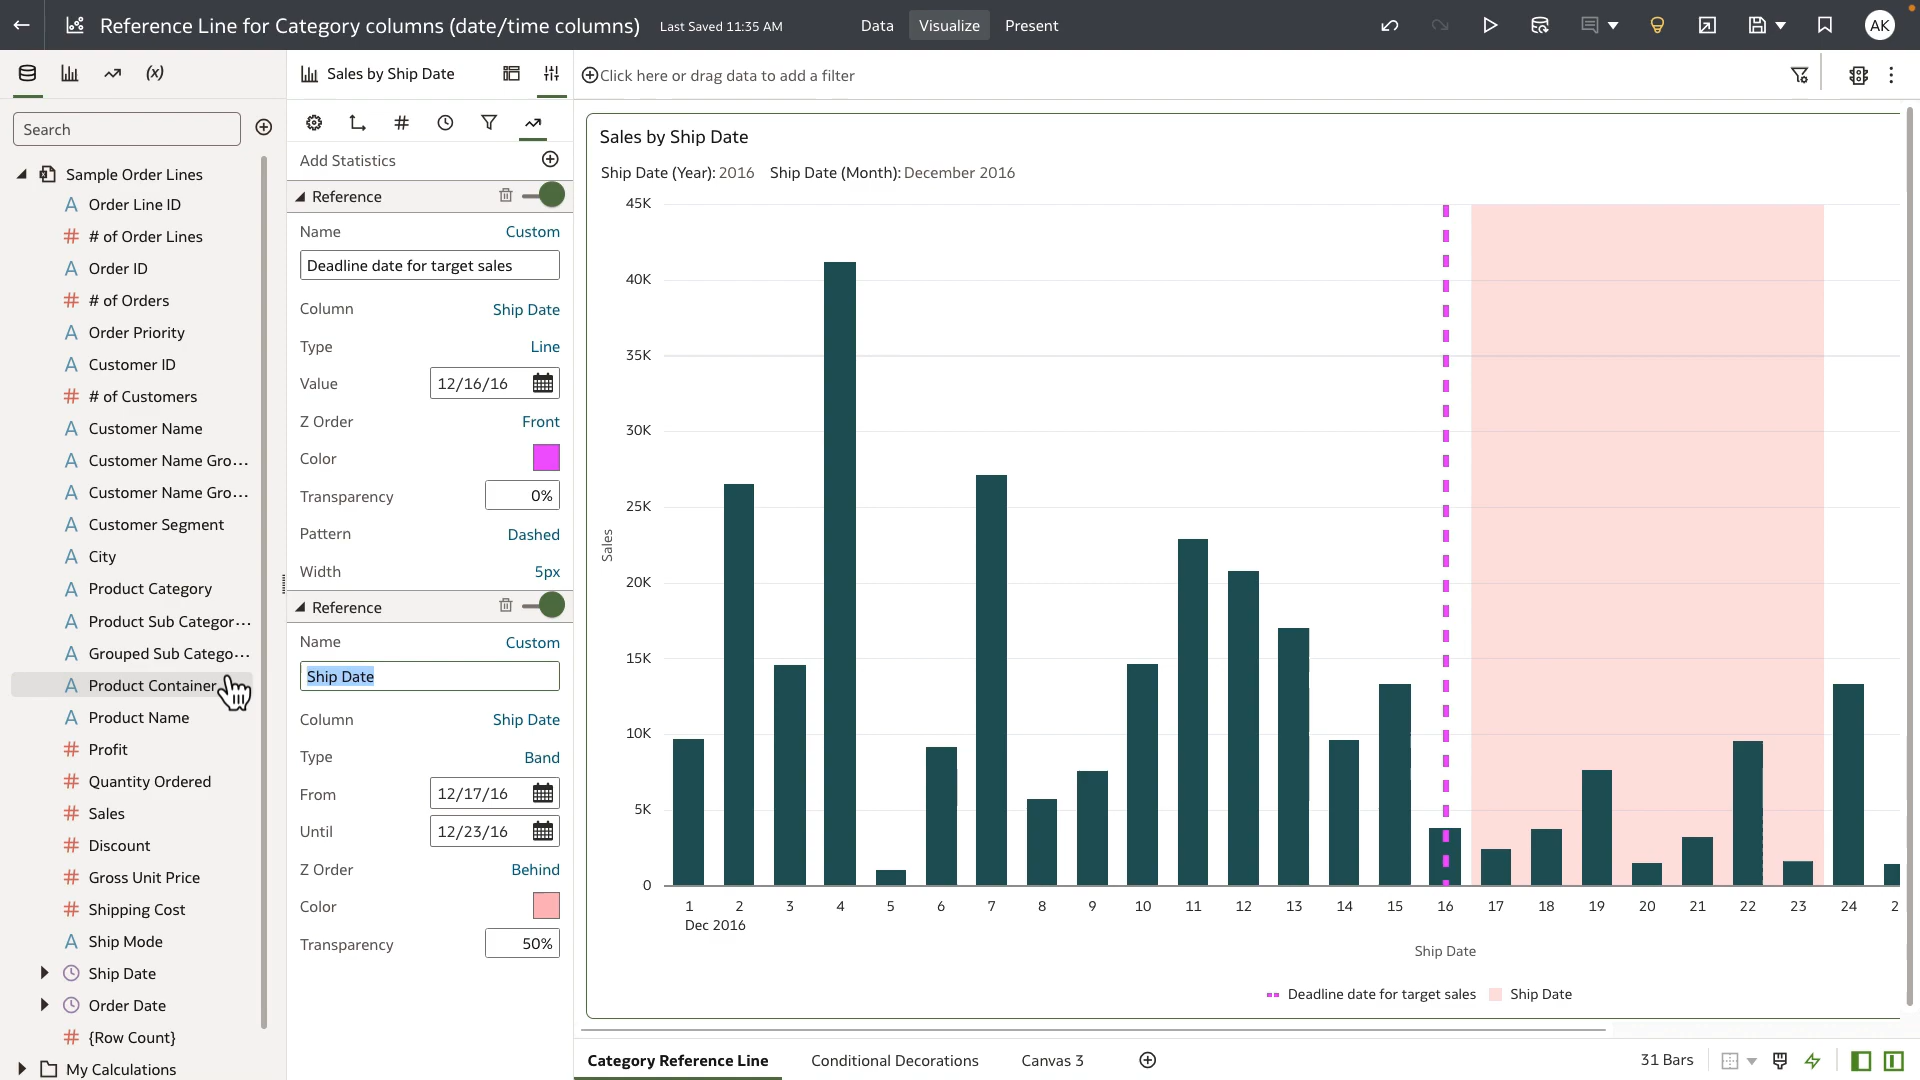 Reference Line for Category columns (date/time columns) Last Saved 11:35 AM Data Visualize Present AK
(x)
Search
Sample Order Lines
A Order Line ID
# # of Order Lines
A Order ID
# # of Orders
A Order Priority
A Customer ID
# # of Customers
A Customer Name
A Customer Name Gro...
A Customer Name Gro...
A Customer Segment
A City
A Product Category
A Product Sub Categor...
A Grouped Sub Catego...
A Product Container
A Product Name
# Profit
# Quantity Ordered
# Sales
# Discount
# Gross Unit Price
# Shipping Cost
A Ship Mode
Ship Date
Order Date
# {Row Count}
My Calculations
Sales by Ship Date
#
Add Statistics
Reference
Name Custom
Deadline date for target sales
Column Ship Date
Type Line
Value 12/16/16
Z Order Front
Color
Transparency 0%
Pattern Dashed
Width 5px
Reference
Name Custom
Ship Date
Column Ship Date
Type Band
From 12/17/16
Until 12/23/16
Z Order Behind
Color
Transparency 50%
Click here or drag data to add a filter
Sales by Ship Date
Ship Date (Year): 2016 Ship Date (Month): December 2016
45K
40K
35K
30K
25K
20K
15K
10K
5K
0
Sales
1 2 3 4 5 6 7 8 9 10 11 12 13 14 15 16 17 18 19 20 21 22 23 24 2
Dec 2016
Ship Date
Deadline date for target sales Ship Date
Category Reference Line Conditional Decorations Canvas 3 31 Bars